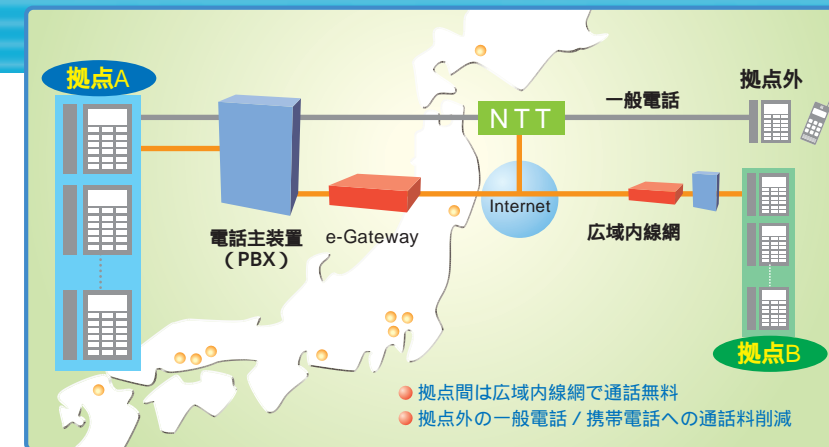 拠点A
拠点外
一般電話
NTT
Internet
電話主装置
（PBX）
e-Gateway
広域内線網
拠点B
拠点間は広域内線網で通話無料
拠点外の一般電話 / 携帯電話への通話料削減